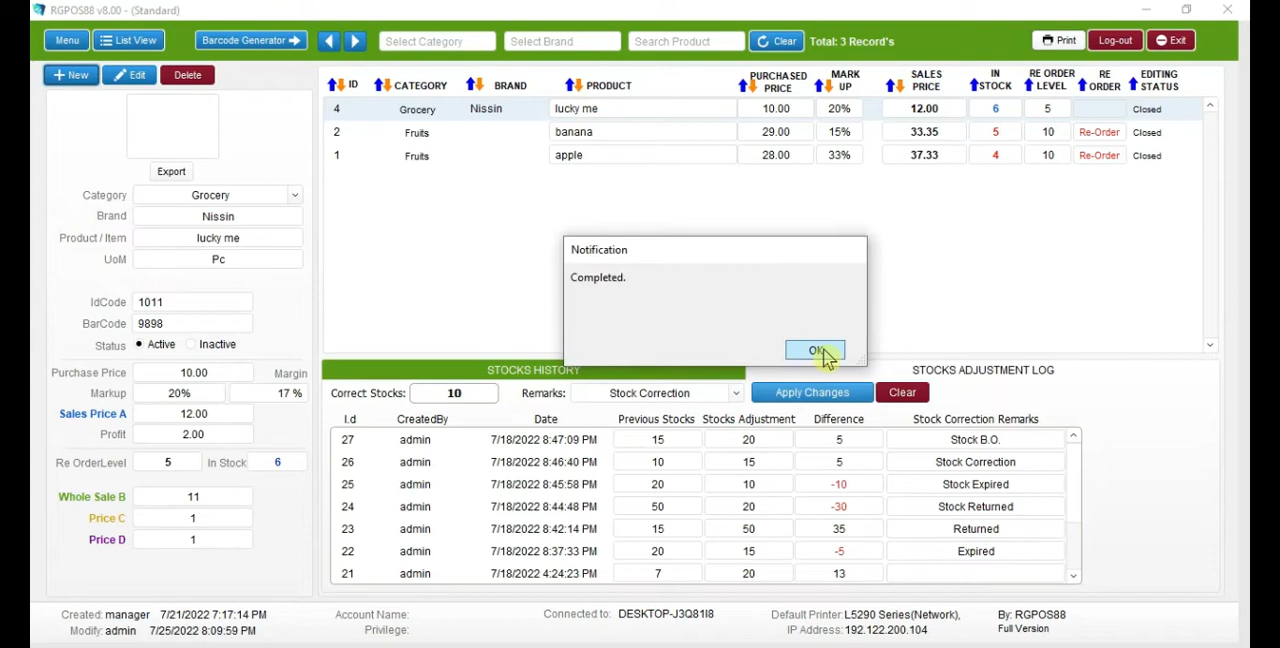 RGPOS88 v8.00 - (Standard)
Menu List View Barcode Generator Select Category Select Brand Search Product Clear Total: 3 Record's Print Log-out Exit
New Edit Delete
ID CATEGORY BRAND PRODUCT PURCHASED PRICE MARK UP SALES PRICE IN STOCK RE ORDER LEVEL RE ORDER EDITING STATUS
4 Grocery Nissin lucky me 10.00 20% 12.00 6 5 Closed
2 Fruits banana 29.00 15% 33.35 5 10 Re-Order Closed
1 Fruits apple 28.00 33% 37.33 4 10 Re-Order Closed
Export
Category Grocery
Brand Nissin
Product / Item lucky me
UoM Pc
IdCode 1011
BarCode 9898
Status Active Inactive
Purchase Price 10.00 Margin
Markup 20% 17 %
Sales Price A 12.00
Profit 2.00
Re OrderLevel 5 In Stock 6
Whole Sale B 11
Price C 1
Price D 1
Notification
Completed.
OK
STOCKS HISTORY STOCKS ADJUSTMENT LOG
Correct Stocks: 10 Remarks: Stock Correction Apply Changes Clear
I.d CreatedBy Date Previous Stocks Stocks Adjustment Difference Stock Correction Remarks
27 admin 7/18/2022 8:47:09 PM 15 20 5 Stock B.O.
26 admin 7/18/2022 8:46:40 PM 10 15 5 Stock Correction
25 admin 7/18/2022 8:45:58 PM 20 10 -10 Stock Expired
24 admin 7/18/2022 8:44:48 PM 50 20 -30 Stock Returned
23 admin 7/18/2022 8:42:14 PM 15 50 35 Returned
22 admin 7/18/2022 8:37:33 PM 20 15 -5 Expired
21 admin 7/18/2022 4:24:23 PM 7 20 13
Created: manager 7/21/2022 7:17:14 PM Account Name: Connected to: DESKTOP-J3Q81I8 Default Printer: L5290 Series(Network), By: RGPOS88
Modify: admin 7/25/2022 8:09:59 PM Privilege: IP Address: 192.122.200.104 Full Version